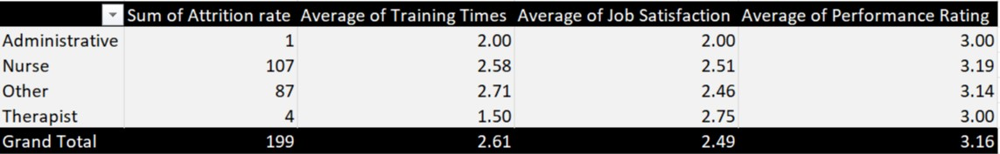 Sum of Attrition rate Average of Training Times Average of Job Satisfaction Average of Performance Rating
Administrative 1 2.00 2.00 3.00
Nurse 107 2.58 2.51 3.19
Other 87 2.71 2.46 3.14
Therapist 4 1.50 2.75 3.00
Grand Total 199 2.61 2.49 3.16